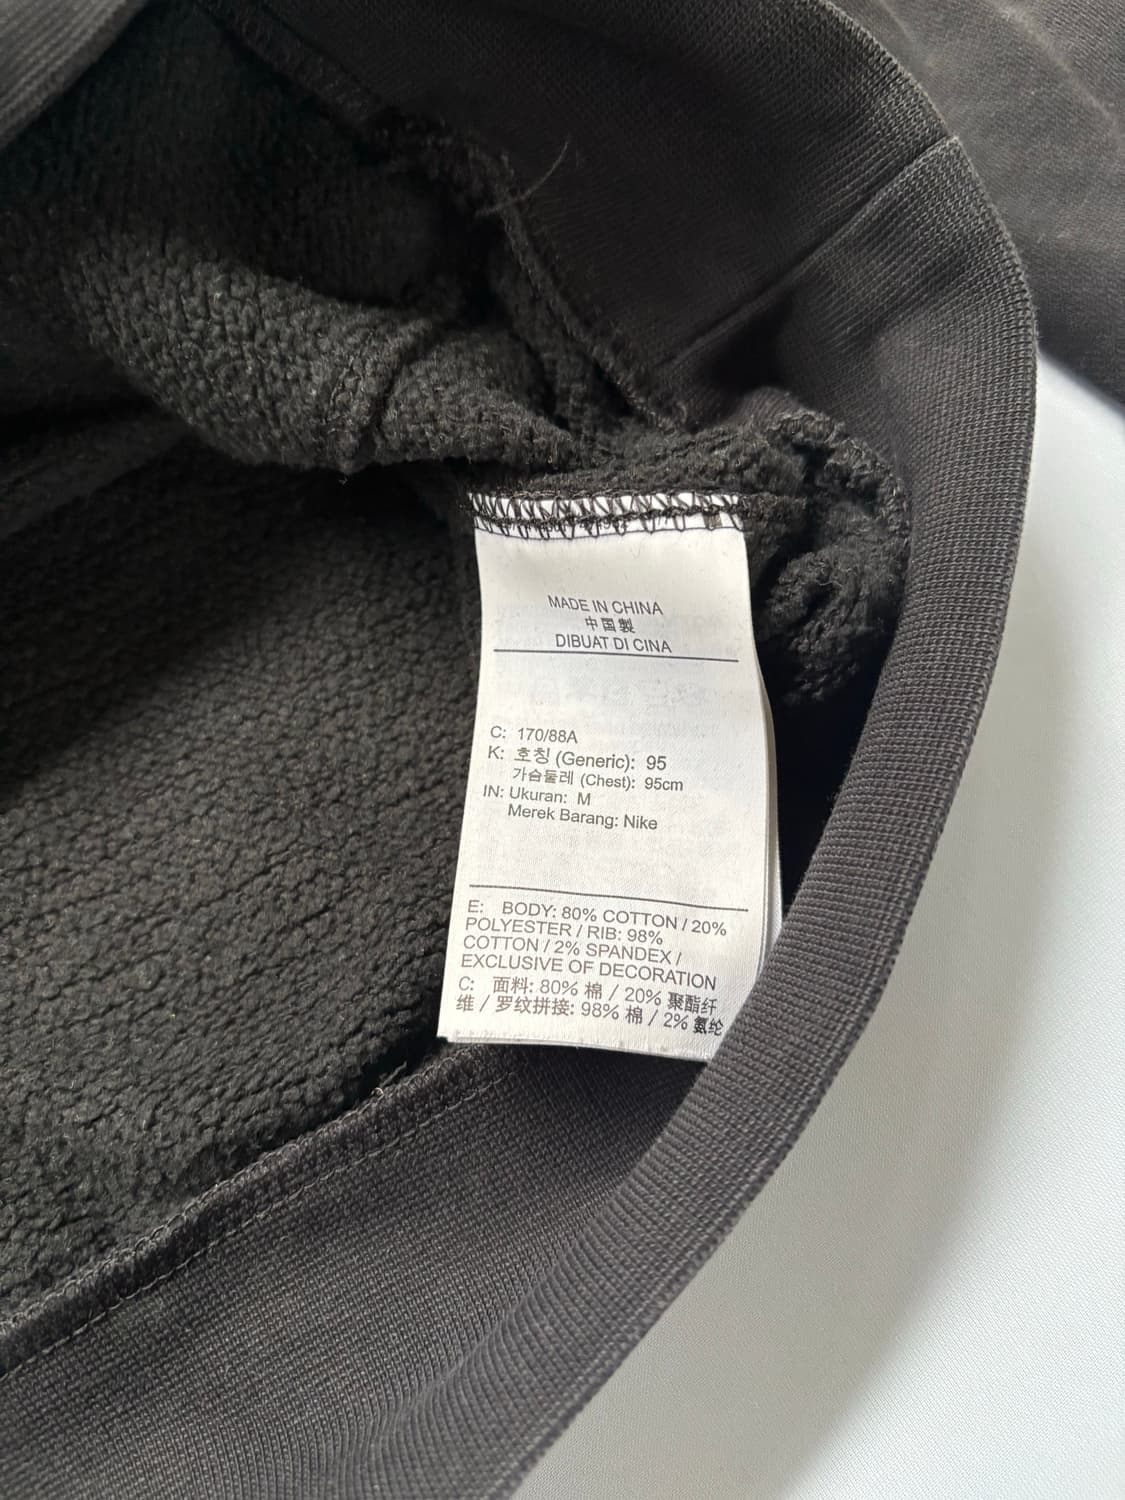 MADE IN CHINA
中国製
DIBUAT DI CINA
C: 170/88A
K: 호칭 (Generic): 95
가슴둘레 (Chest): 95cm
IN: Ukuran: M
Merek Barang: Nike
E: BODY: 80% COTTON / 20%
POLYESTER / RIB: 98%
COTTON / 2% SPANDEX /
EXCLUSIVE OF DECORATION
C: 面料: 80% 棉 / 20% 聚酯纤
维 / 罗纹拼接: 98% 棉 / 2% 氨纶